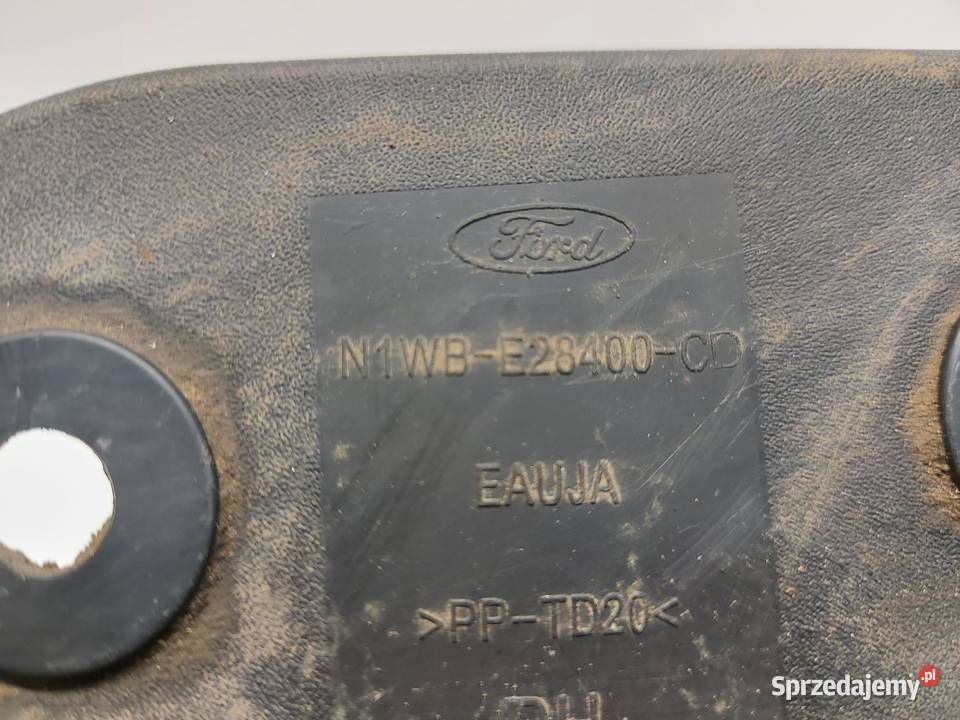 Ford
N1WB-E28400-CD
EAUJA
>PP-TD20<
Sprzedajemy.pl